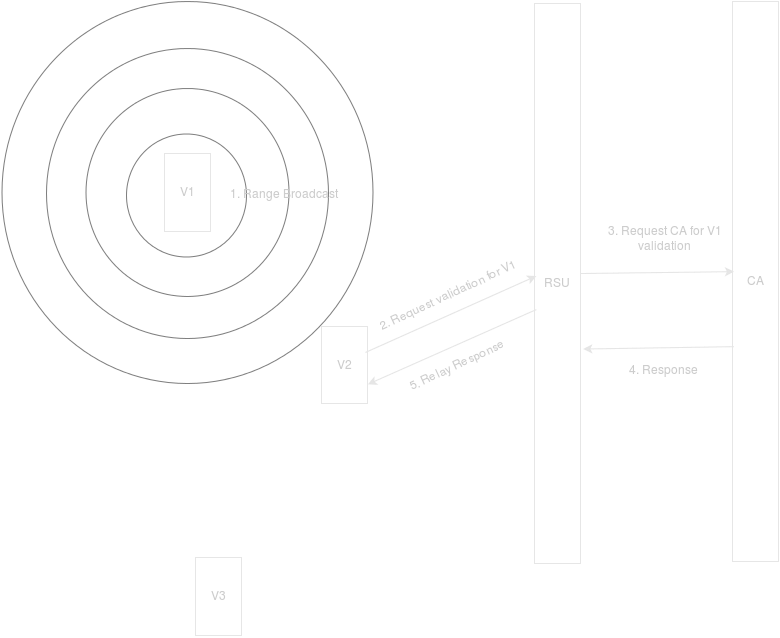 V1
1. Range Broadcast
3. Request CA for V1
validation
2. Request validation for V1
RSU
CA
V2
5. Relay Response
4. Response
V3